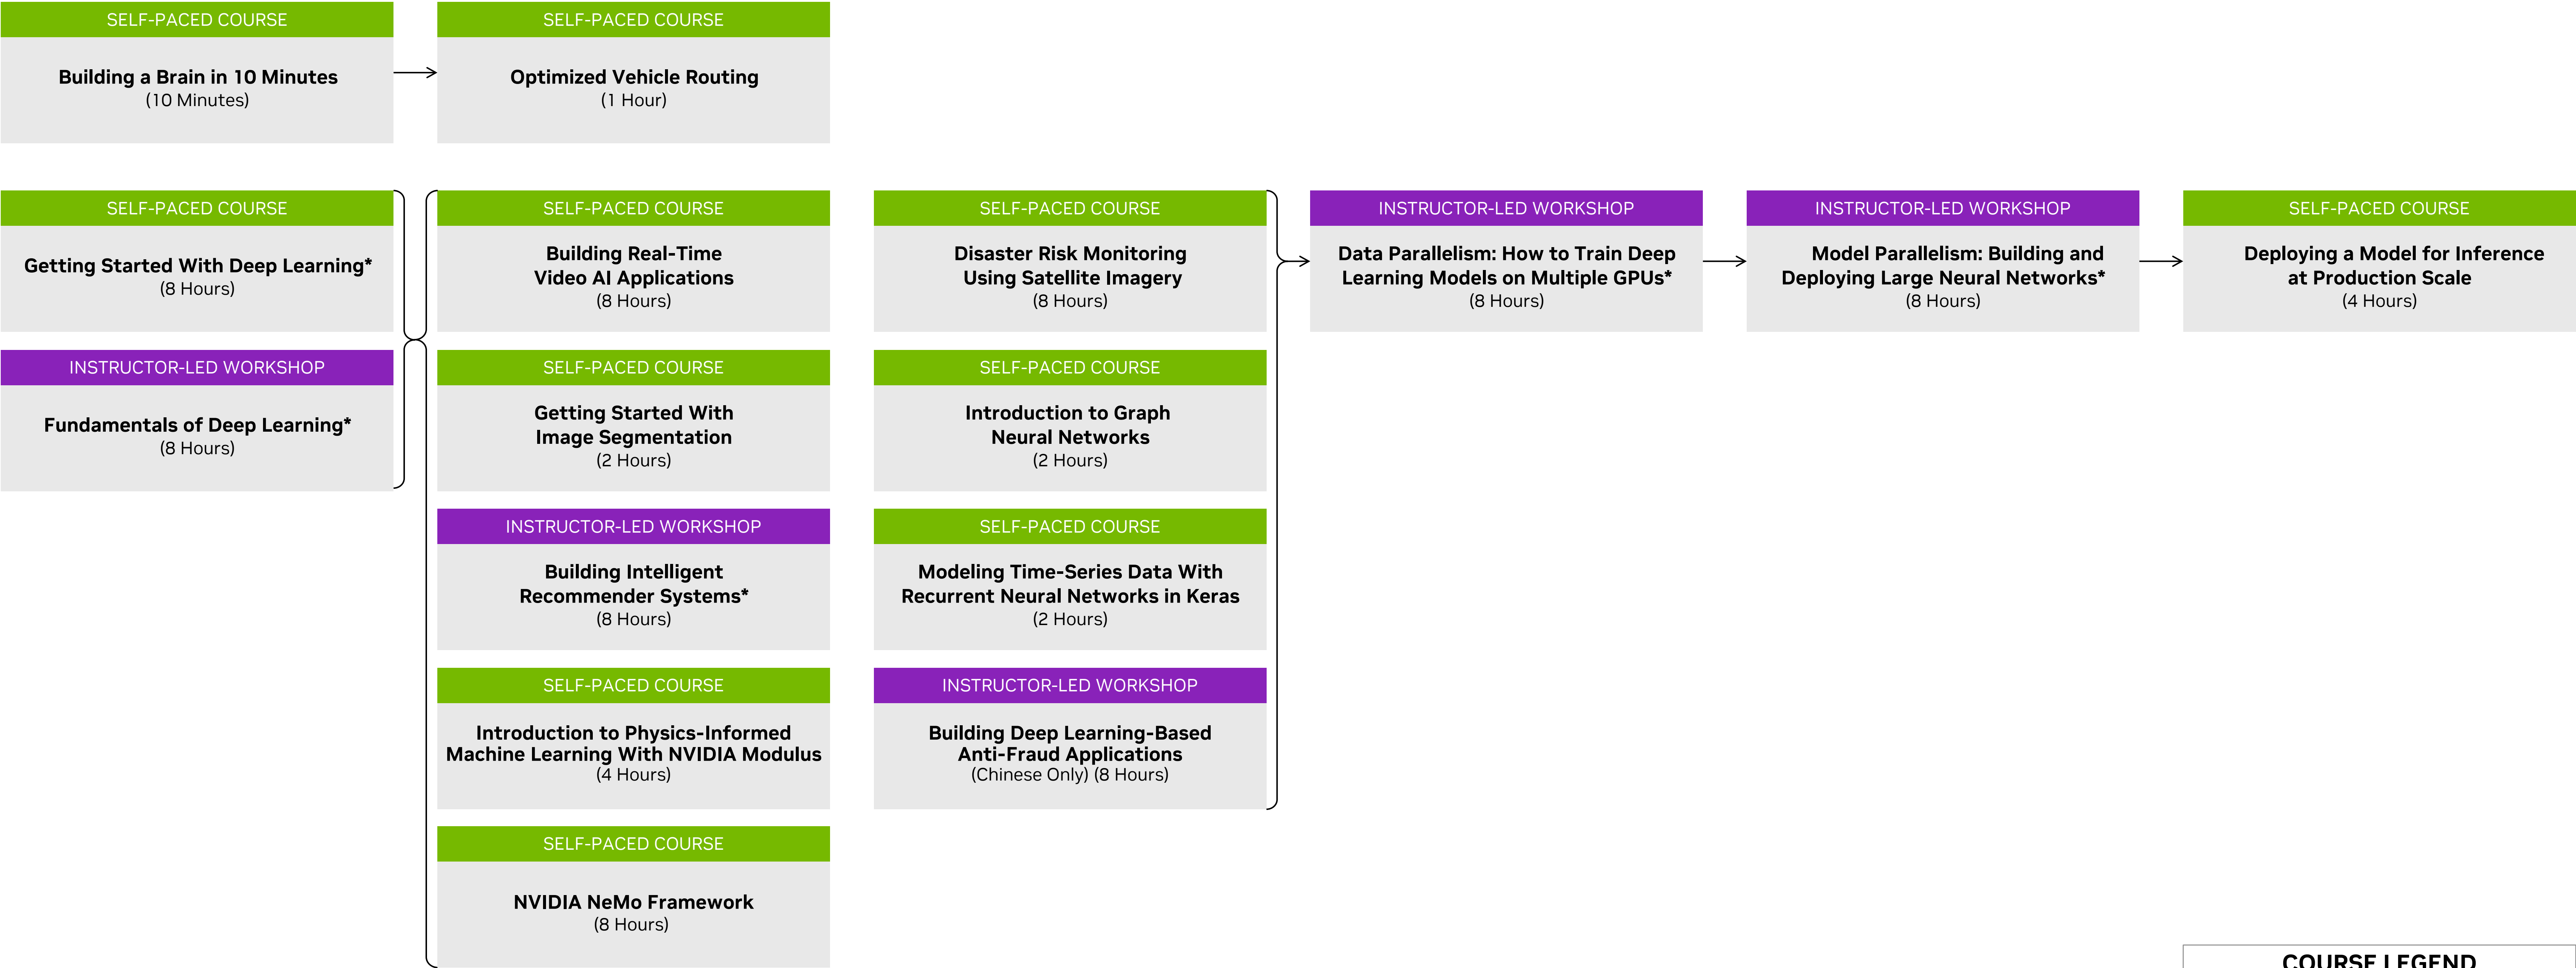 SELF-PACED COURSE
Building a Brain in 10 Minutes
(10 Minutes)
SELF-PACED COURSE
Optimized Vehicle Routing
(1 Hour)
SELF-PACED COURSE
Getting Started With Deep Learning*
(8 Hours)
INSTRUCTOR-LED WORKSHOP
Fundamentals of Deep Learning*
(8 Hours)
SELF-PACED COURSE
Building Real-Time
Video AI Applications
(8 Hours)
SELF-PACED COURSE
Getting Started With
Image Segmentation
(2 Hours)
INSTRUCTOR-LED WORKSHOP
Building Intelligent
Recommender Systems*
(8 Hours)
SELF-PACED COURSE
Introduction to Physics-Informed
Machine Learning With NVIDIA Modulus
(4 Hours)
SELF-PACED COURSE
NVIDIA NeMo Framework
(8 Hours)
SELF-PACED COURSE
Disaster Risk Monitoring
Using Satellite Imagery
(8 Hours)
SELF-PACED COURSE
Introduction to Graph
Neural Networks
(2 Hours)
SELF-PACED COURSE
Modeling Time-Series Data With
Recurrent Neural Networks in Keras
(2 Hours)
INSTRUCTOR-LED WORKSHOP
Building Deep Learning-Based
Anti-Fraud Applications
(Chinese Only) (8 Hours)
INSTRUCTOR-LED WORKSHOP
Data Parallelism: How to Train Deep
Learning Models on Multiple GPUs*
(8 Hours)
INSTRUCTOR-LED WORKSHOP
Model Parallelism: Building and
Deploying Large Neural Networks*
(8 Hours)
SELF-PACED COURSE
Deploying a Model for Inference
at Production Scale
(4 Hours)
COURSE LEGEND